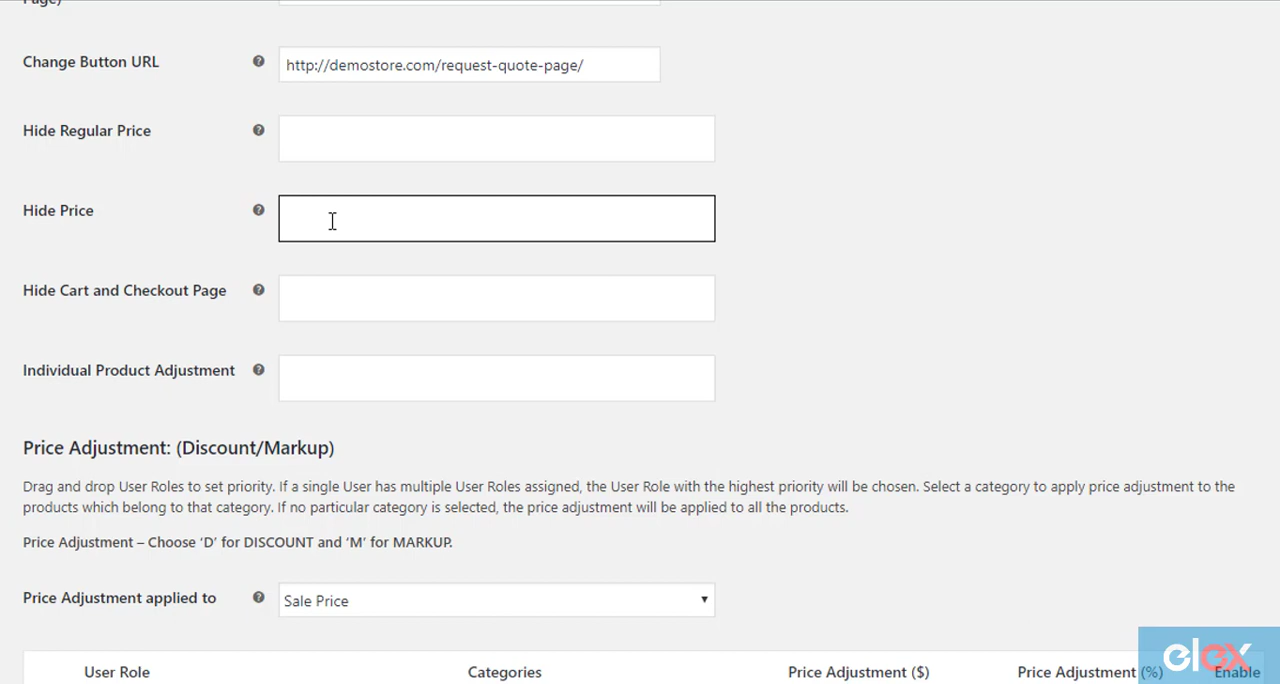 Page)
Change Button URL
http://demostore.com/request-quote-page/
Hide Regular Price
Hide Price
Hide Cart and Checkout Page
Individual Product Adjustment
Price Adjustment: (Discount/Markup)
Drag and drop User Roles to set priority. If a single User has multiple User Roles assigned, the User Role with the highest priority will be chosen. Select a category to apply price adjustment to the
products which belong to that category. If no particular category is selected, the price adjustment will be applied to all the products.
Price Adjustment – Choose ‘D’ for DISCOUNT and ‘M’ for MARKUP.
Price Adjustment applied to
Sale Price
User Role Categories Price Adjustment ($) Price Adjustment (%) Enable
elex